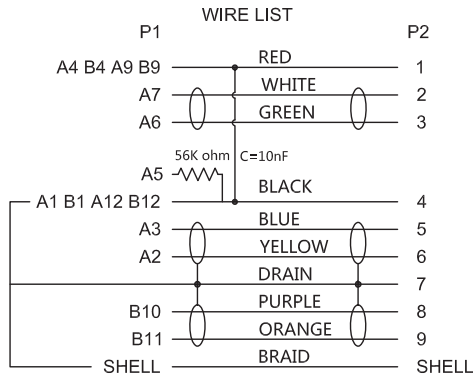 WIRE LIST
P1 P2
A4 B4 A9 B9 RED 1
A7 WHITE 2
A6 GREEN 3
A5 56K ohm C=10nF
A1 B1 A12 B12 BLACK 4
A3 BLUE 5
A2 YELLOW 6
DRAIN 7
B10 PURPLE 8
B11 ORANGE 9
SHELL BRAID SHELL